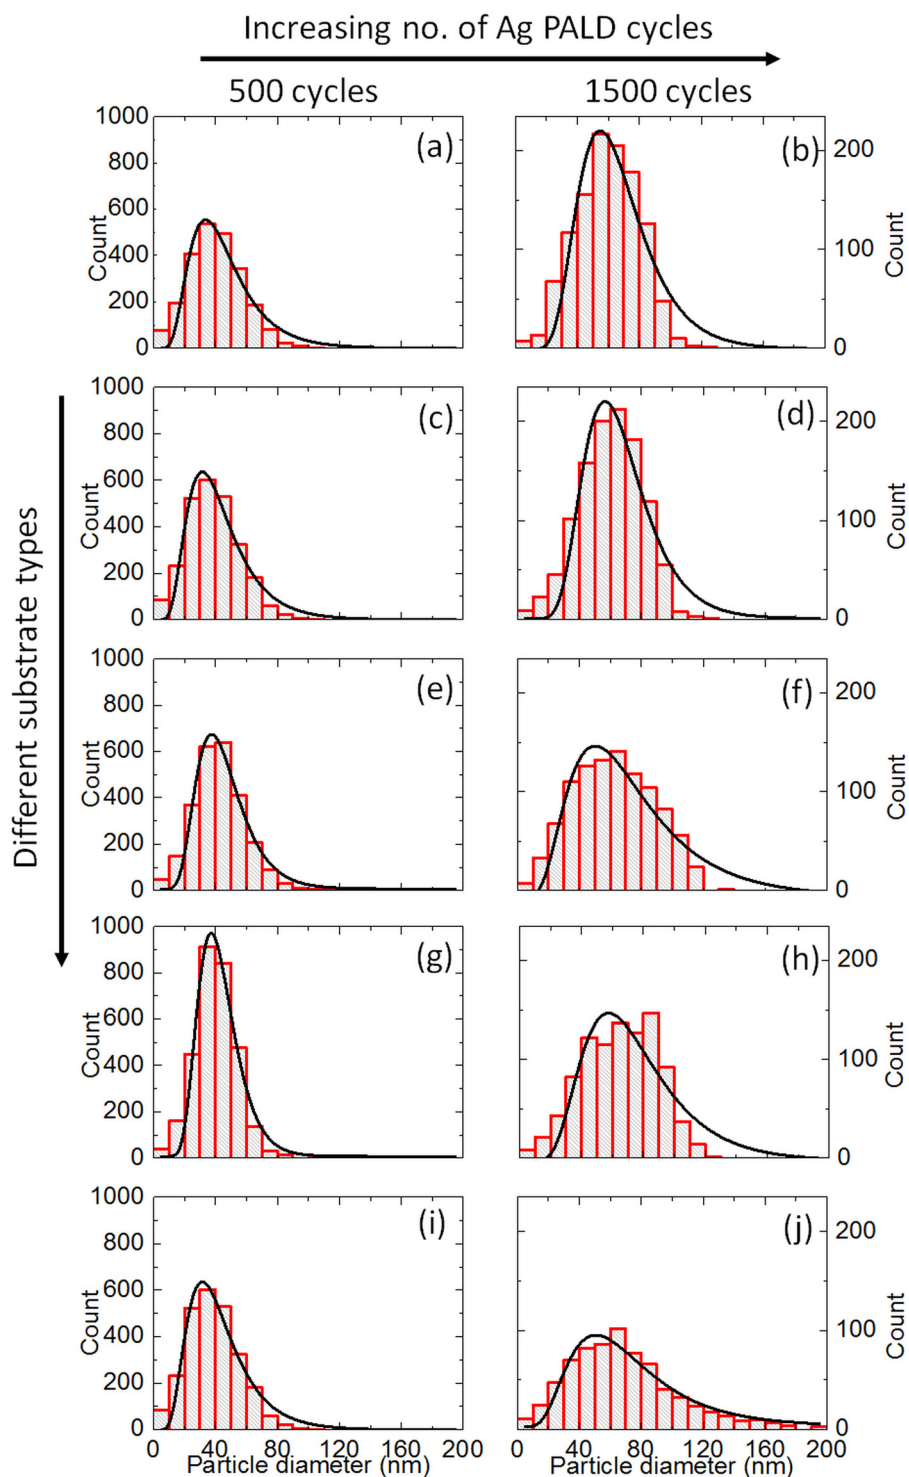 Increasing no. of Ag PALD cycles
500 cycles 1500 cycles
Different substrate types
1000
800
600
400
200
0
Count
(a)
(b)
200
100
0
Count
1000
800
600
400
200
0
Count
(c)
(d)
200
100
0
Count
1000
800
600
400
200
0
Count
(e)
(f)
200
100
0
Count
1000
800
600
400
200
0
Count
(g)
(h)
200
100
0
Count
1000
800
600
400
200
0
Count
(i)
(j)
200
100
0
Count
0 40 80 120 160 200 0 40 80 120 160 200
Particle diameter (nm) Particle diameter (nm)